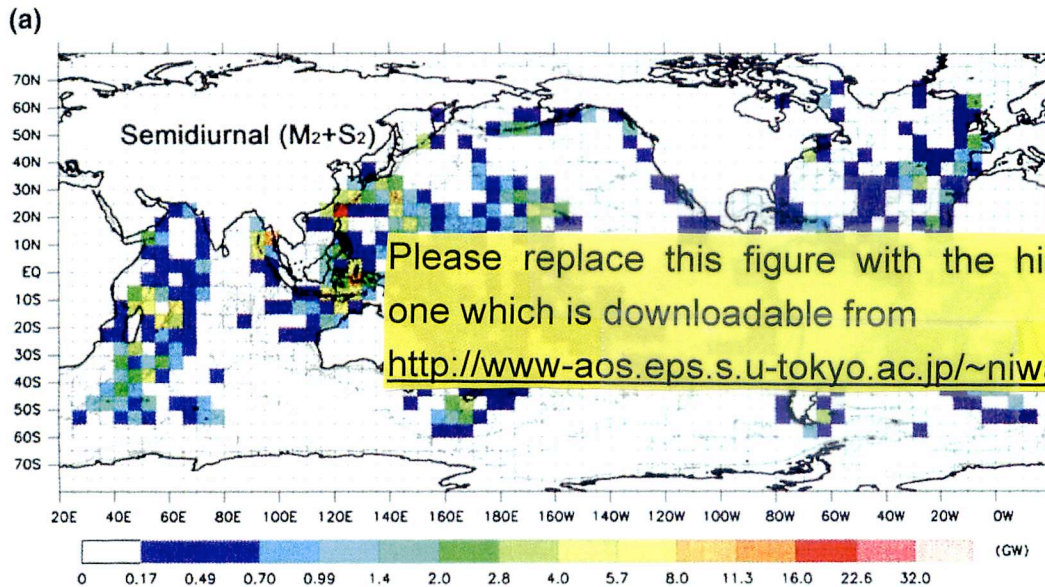 (a)
70N
60N
50N
40N
30N
20N
10N
EQ
10S
20S
30S
40S
50S
60S
70S
Semidiurnal (M₂+S₂)
Please replace this figure with the hi
one which is downloadable from
http://www-aos.eps.s.u-tokyo.ac.jp/~niwa
20E 40E 60E 80E 100E 120E 140E 160E 180E 160W 140W 120W 100W 80W 60W 40W 20W 0W
0 0.17 0.49 0.70 0.99 1.4 2.0 2.8 4.0 5.7 8.0 11.3 16.0 22.6 32.0 (GW)